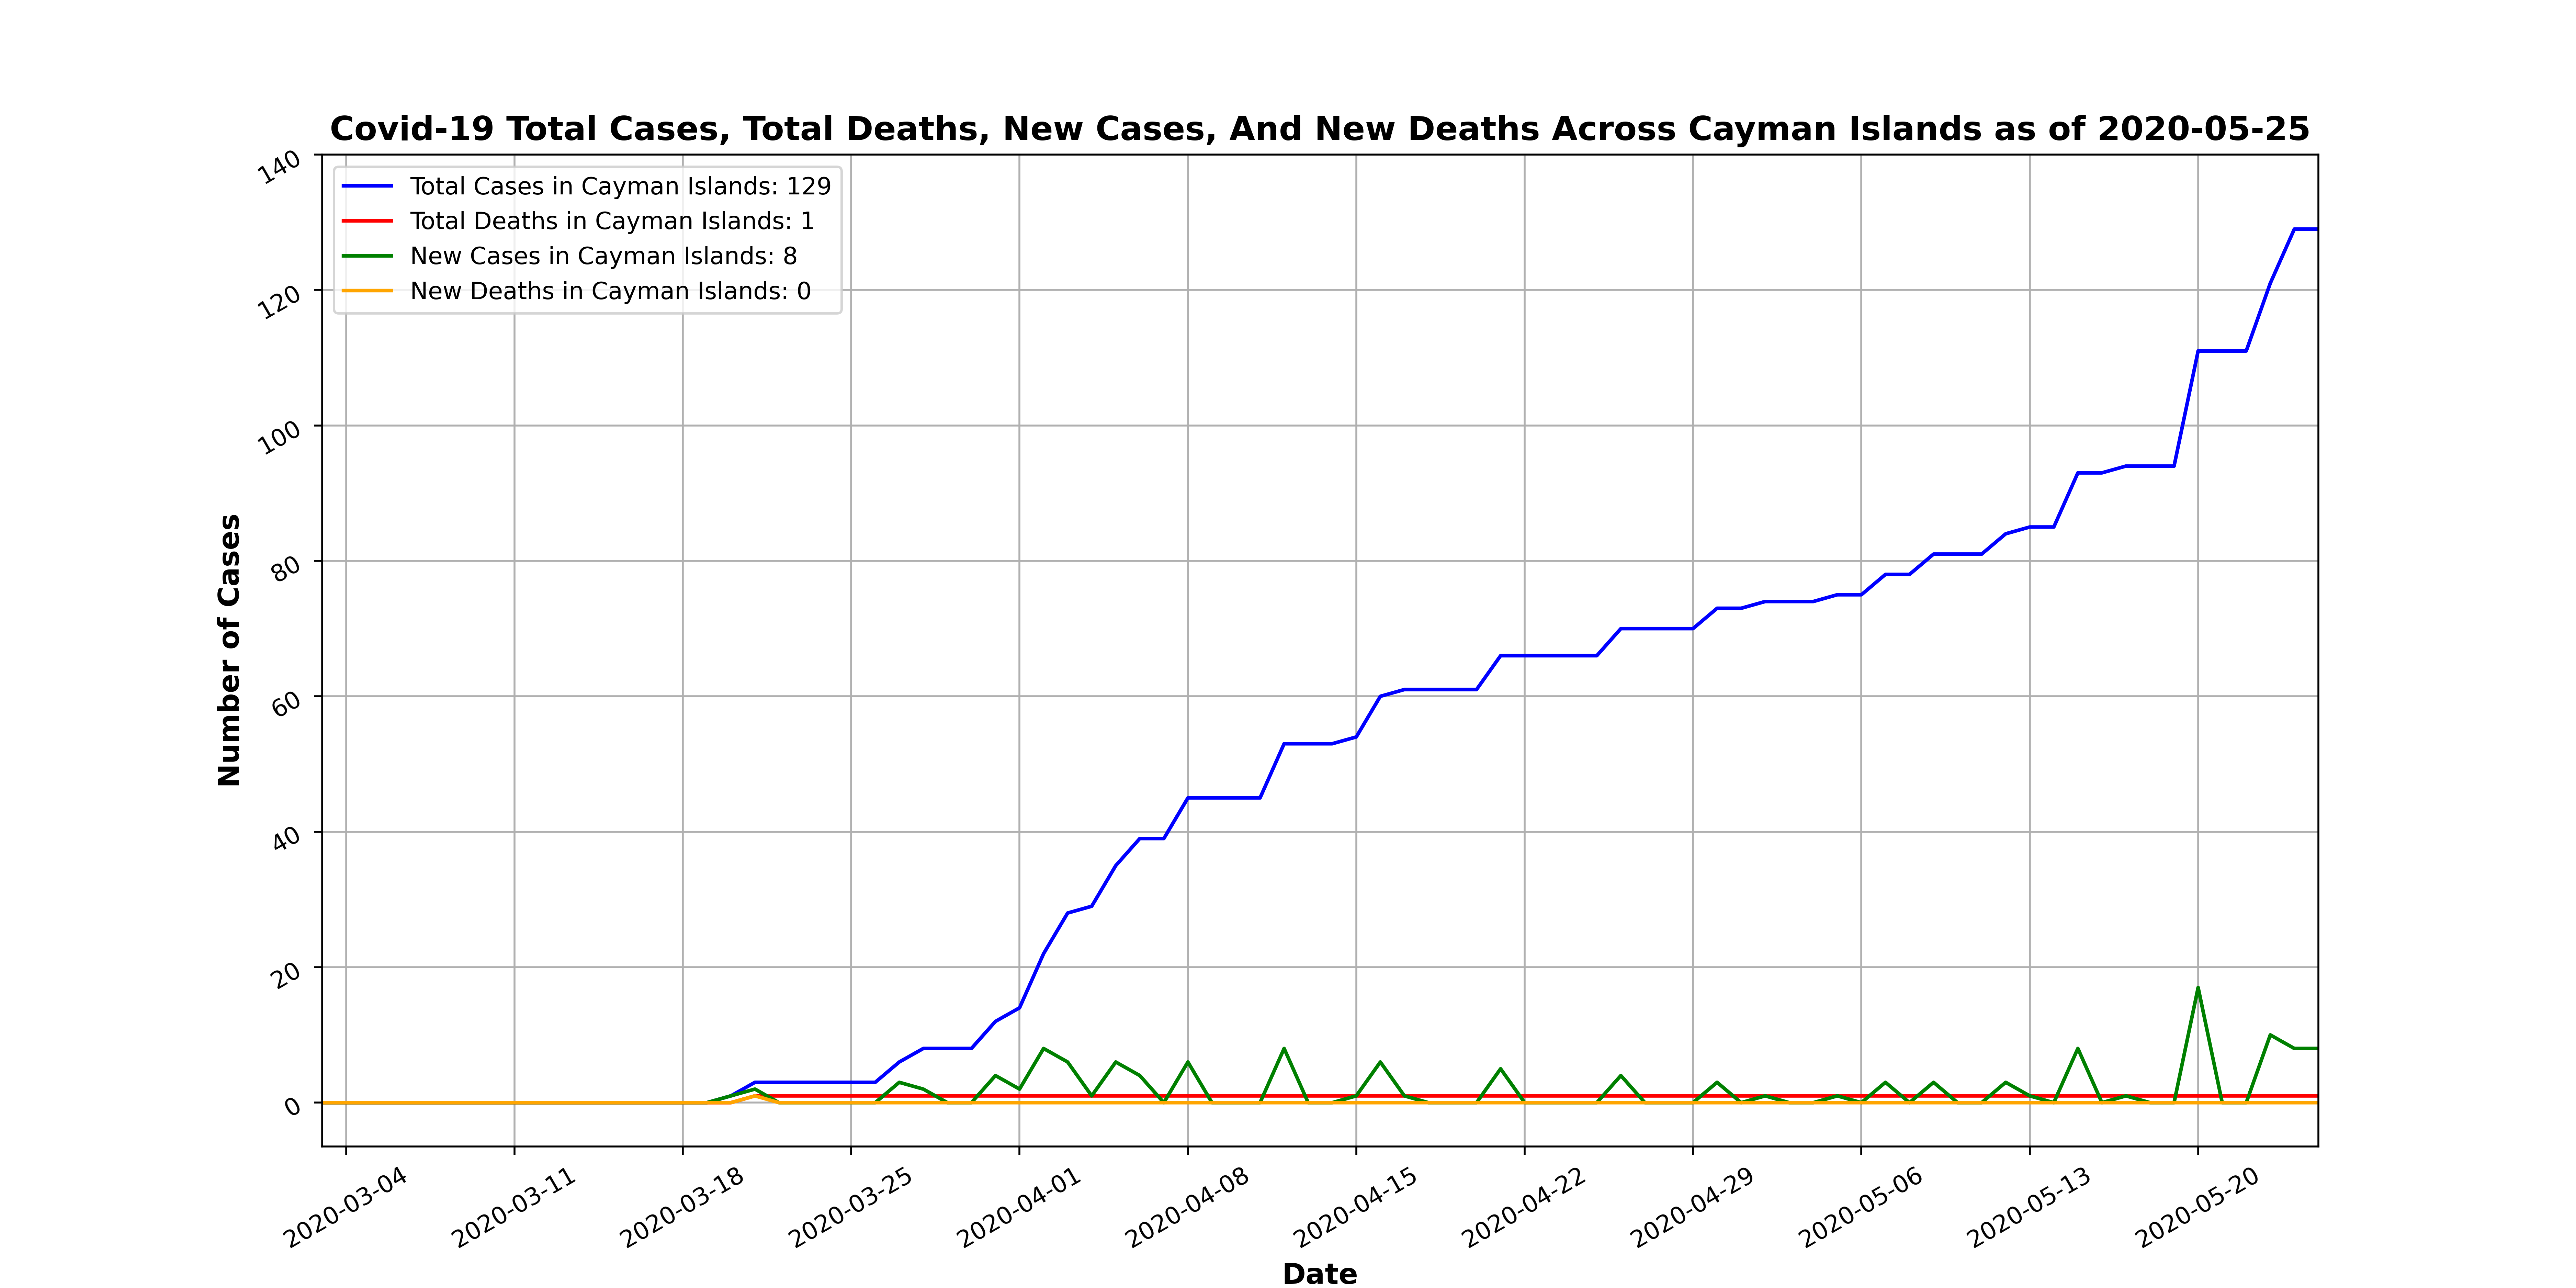 Covid-19 Total Cases, Total Deaths, New Cases, And New Deaths Across Cayman Islands as of 2020-05-25
Total Cases in Cayman Islands: 129
Total Deaths in Cayman Islands: 1
New Cases in Cayman Islands: 8
New Deaths in Cayman Islands: 0
Number of Cases
140
120
100
80
60
40
20
0
2020-03-04
2020-03-11
2020-03-18
2020-03-25
2020-04-01
2020-04-08
2020-04-15
2020-04-22
2020-04-29
2020-05-06
2020-05-13
2020-05-20
Date